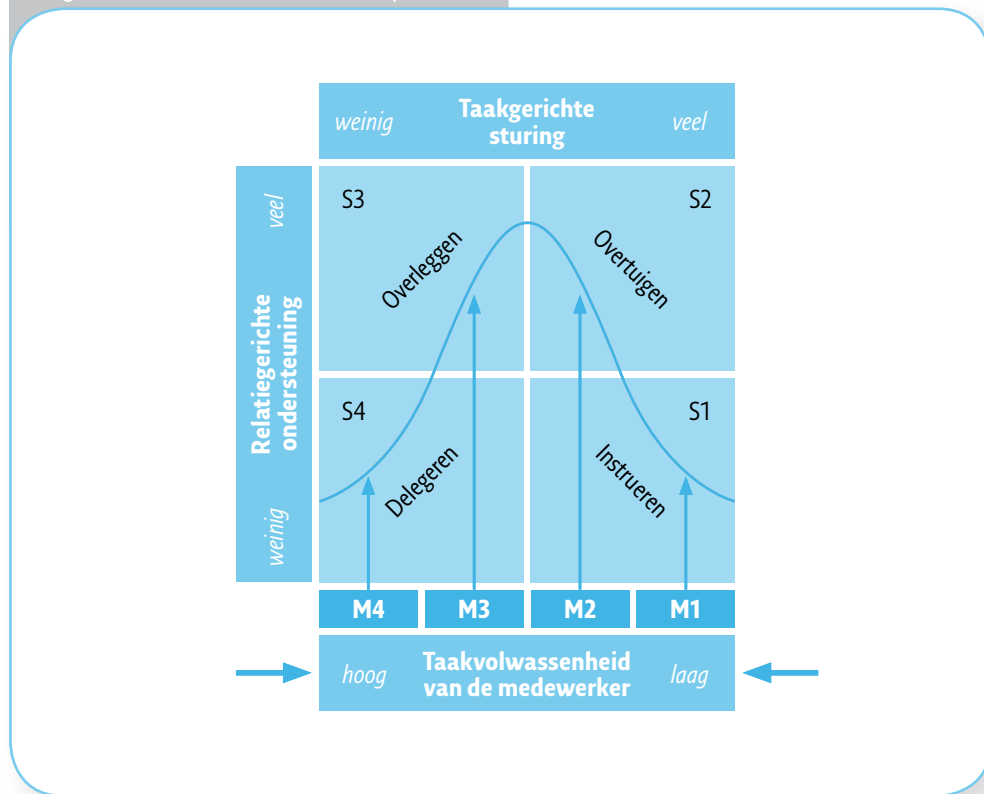 weinig
Taakgerichte
sturing
veel
veel
Relatiegerichte
ondersteuning
weinig
S3
Overleggen
S2
Overtuigen
S4
Delegeren
S1
Instrueren
M4
M3
M2
M1
hoog
Taakvolwassenheid
van de medewerker
laag